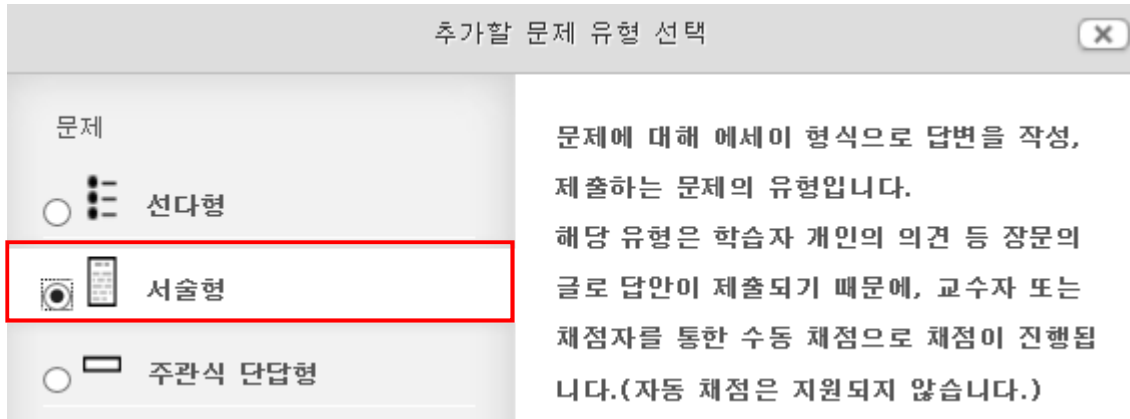 추가할 문제 유형 선택
문제
선다형
서술형
주관식 단답형
문제에 대해 에세이 형식으로 답변을 작성,
제출하는 문제의 유형입니다.
해당 유형은 학습자 개인의 의견 등 장문의
글로 답안이 제출되기 때문에, 교수자 또는
채점자를 통한 수동 채점으로 채점이 진행됩
니다.(자동 채점은 지원되지 않습니다.)